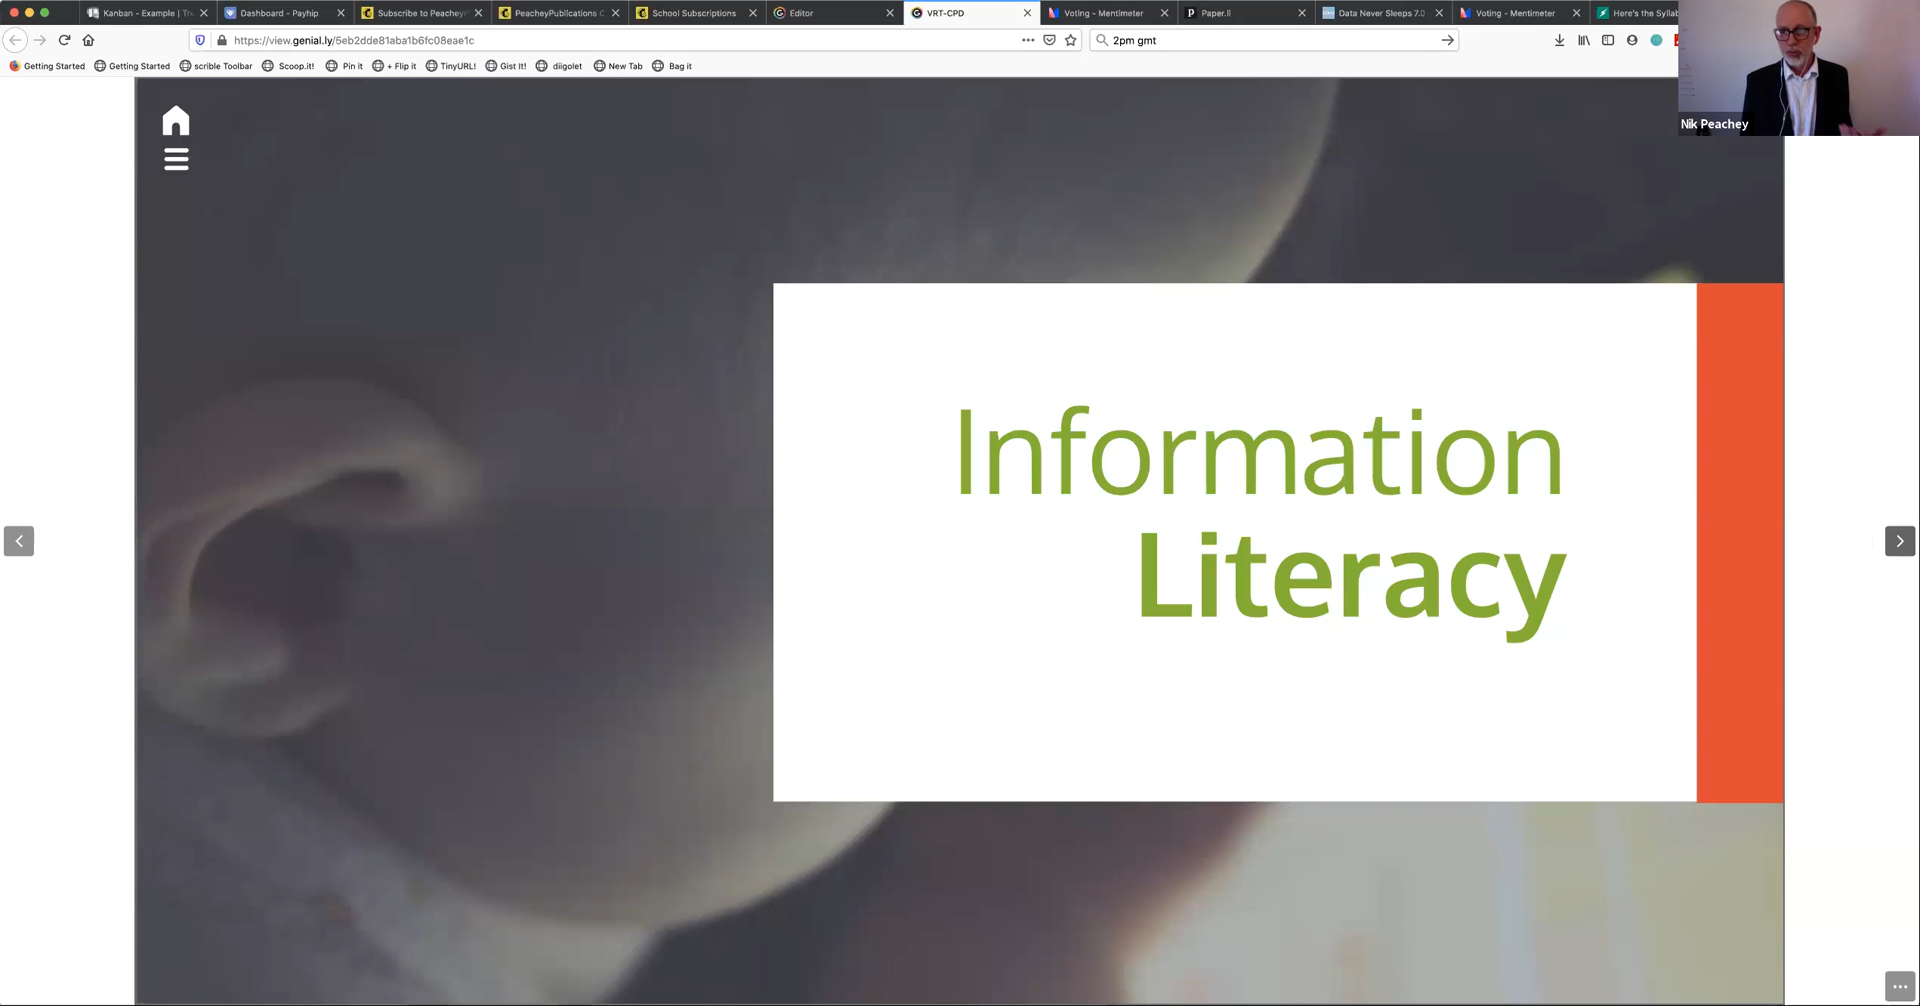 Kanban - Example | Tr
Dashboard - Payhip
Subscribe to PeacheyP
PeacheyPublications C
School Subscriptions
Editor
VRT-CPD
Voting - Mentimeter
Paper.li
Data Never Sleeps 7.0
Voting - Mentimeter
Here's the Syllab
https://view.genial.ly/5eb2dde81aba1b6fc08eae1c
2pm gmt
Getting Started
Getting Started
scrible Toolbar
Scoop.it!
Pin it
+ Flip it
TinyURL!
Gist It!
diigolet
New Tab
Bag it
Nik Peachey
Information
Literacy